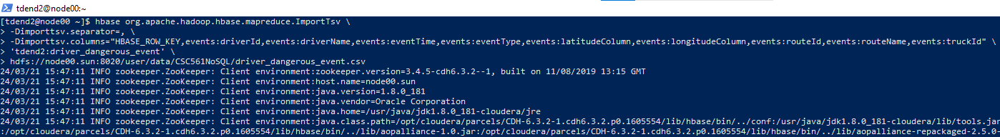 tdend2@node00:~
[tdend2@node00 ~]$ hbase org.apache.hadoop.hbase.mapreduce.ImportTsv \
> -Dimporttsv.separator=, \
> -Dimporttsv.columns="HBASE_ROW_KEY,events:driverId,events:driverName,events:eventTime,events:eventType,events:latitudeColumn,events:longitudeColumn,events:routeId,events:routeName,events:truckId" \
> 'tdend2:driver_dangerous_event' \
> hdfs://node00.sun:8020/user/data/CSC561NoSQL/driver_dangerous_event.csv
24/03/21 15:47:11 INFO zookeeper.ZooKeeper: Client environment:zookeeper.version=3.4.5-cdh6.3.2--1, built on 11/08/2019 13:15 GMT
24/03/21 15:47:11 INFO zookeeper.ZooKeeper: Client environment:host.name=node00.sun
24/03/21 15:47:11 INFO zookeeper.ZooKeeper: Client environment:java.version=1.8.0_181
24/03/21 15:47:11 INFO zookeeper.ZooKeeper: Client environment:java.vendor=Oracle Corporation
24/03/21 15:47:11 INFO zookeeper.ZooKeeper: Client environment:java.home=/usr/java/jdk1.8.0_181-cloudera/jre
24/03/21 15:47:11 INFO zookeeper.ZooKeeper: Client environment:java.class.path=/opt/cloudera/parcels/CDH-6.3.2-1.cdh6.3.2.p0.1605554/lib/hbase/bin/../conf:/usr/java/jdk1.8.0_181-cloudera/lib/tools.jar
:/opt/cloudera/parcels/CDH-6.3.2-1.cdh6.3.2.p0.1605554/lib/hbase/bin/../lib/aopalliance-1.0.jar:/opt/cloudera/parcels/CDH-6.3.2-1.cdh6.3.2.p0.1605554/lib/hbase/bin/../lib/aopalliance-repackaged-2.5.